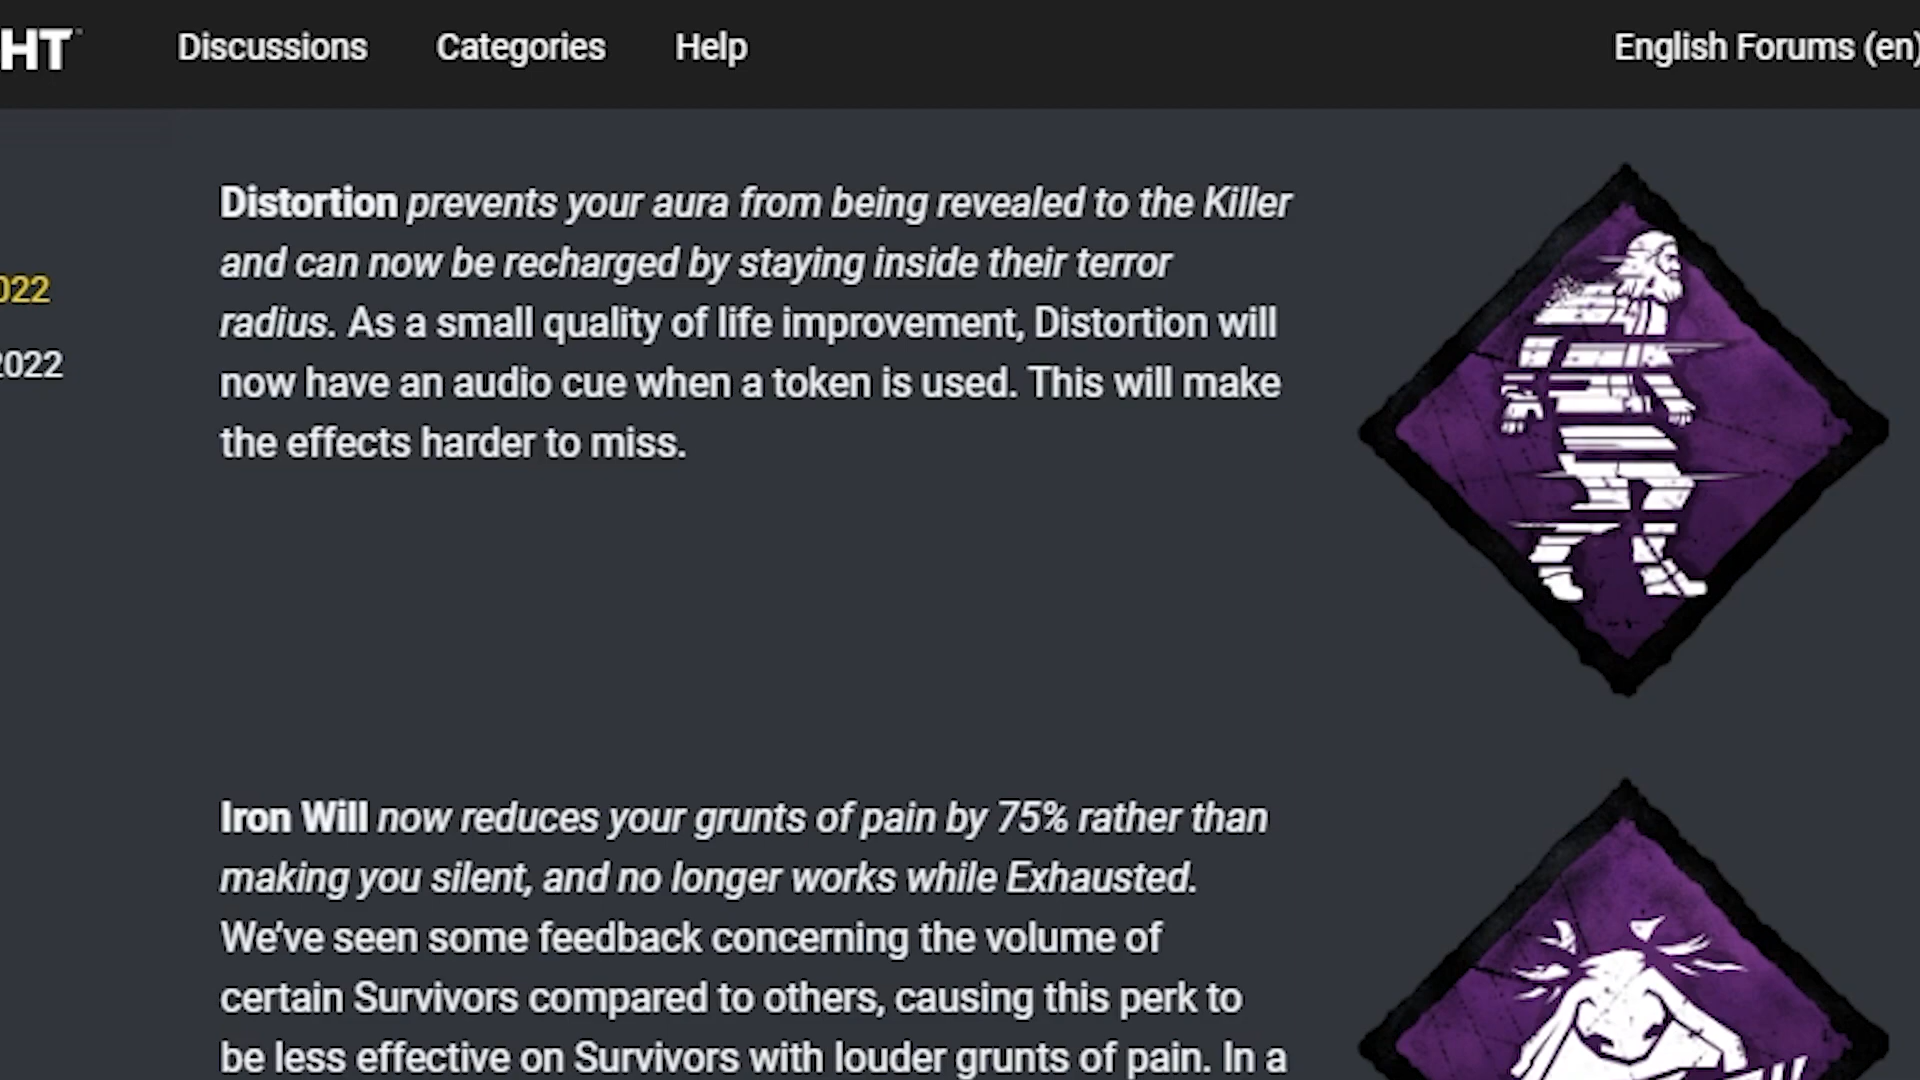 HT Discussions Categories Help English Forums (en)
Distortion prevents your aura from being revealed to the Killer
and can now be recharged by staying inside their terror
022
radius. As a small quality of life improvement, Distortion will
2022
now have an audio cue when a token is used. This will make
the effects harder to miss.
Iron Will now reduces your grunts of pain by 75% rather than
making you silent, and no longer works while Exhausted.
We've seen some feedback concerning the volume of
certain Survivors compared to others, causing this perk to
be less effective on Survivors with louder grunts of pain. In a